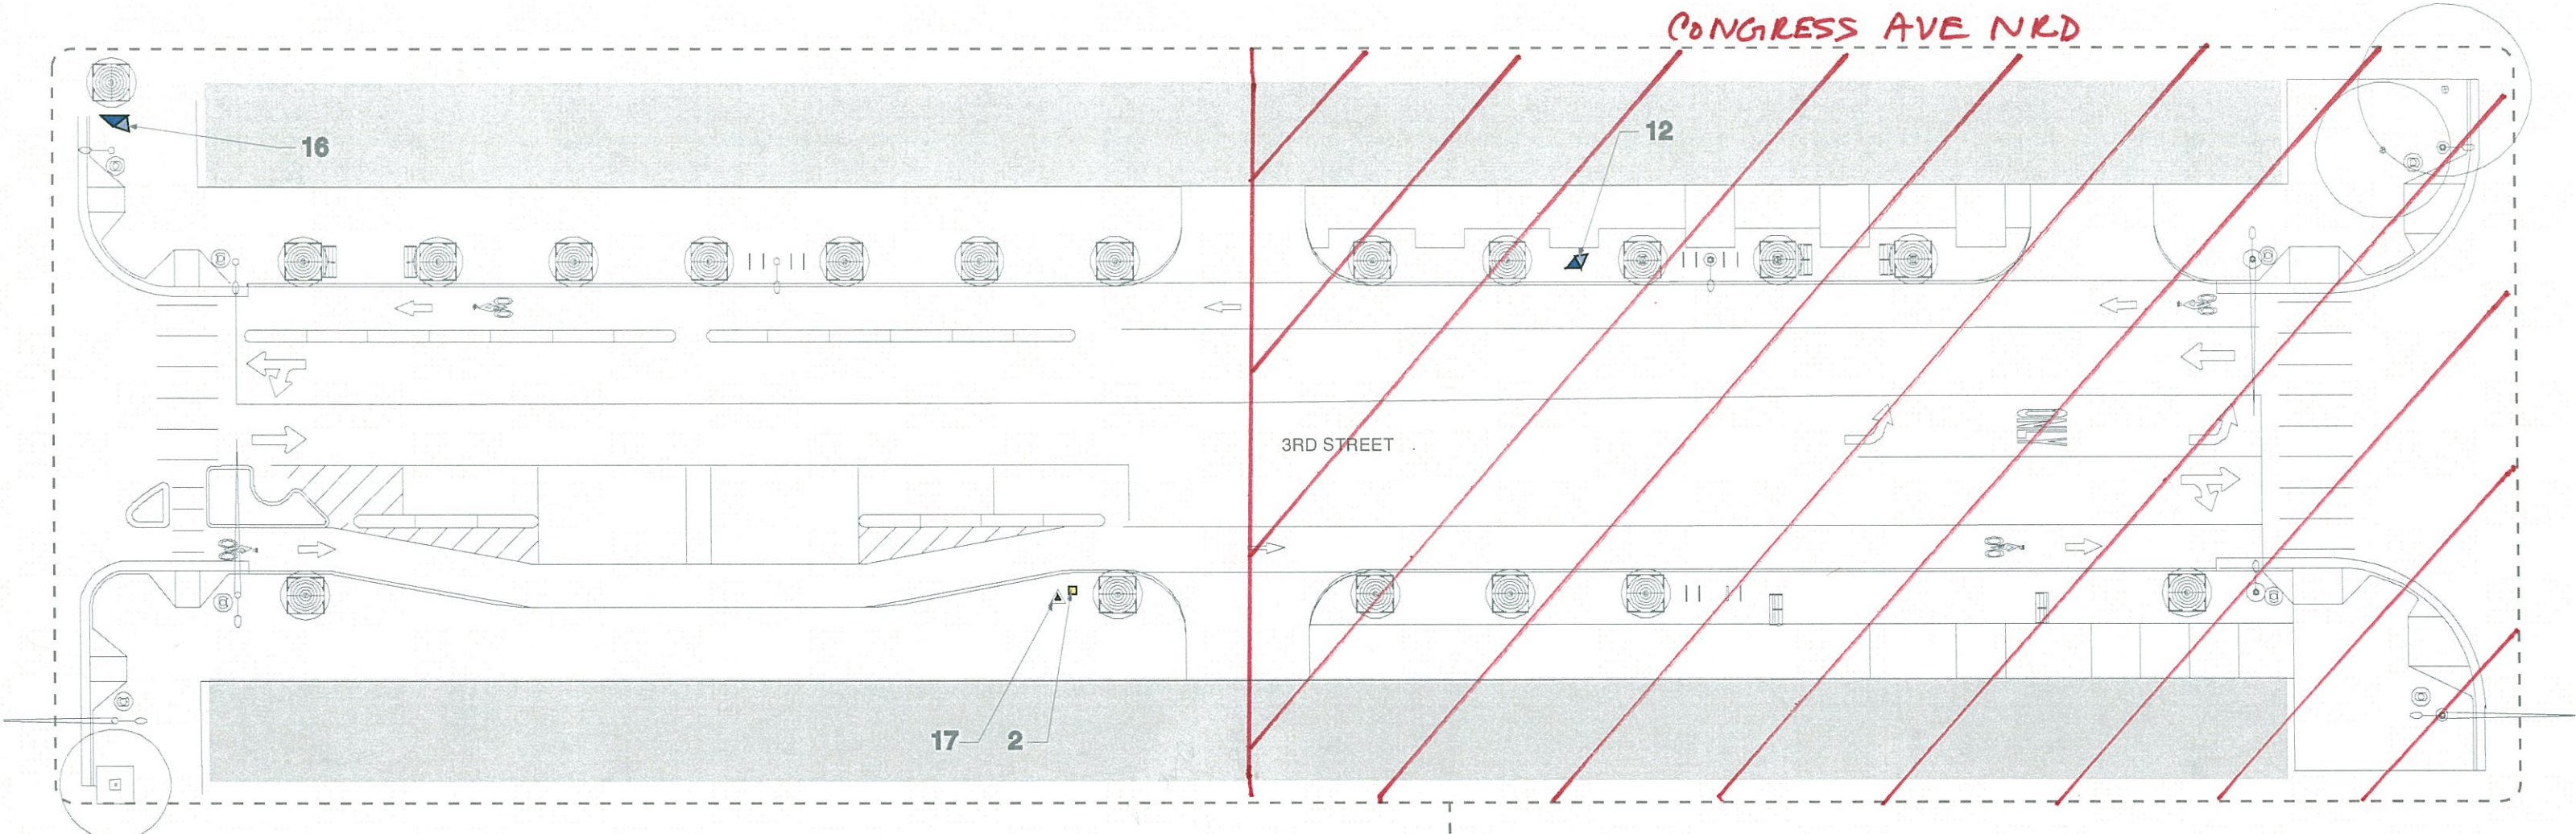 CONGRESS AVE NRD
12
16
3RD STREET
ONLY
17 2